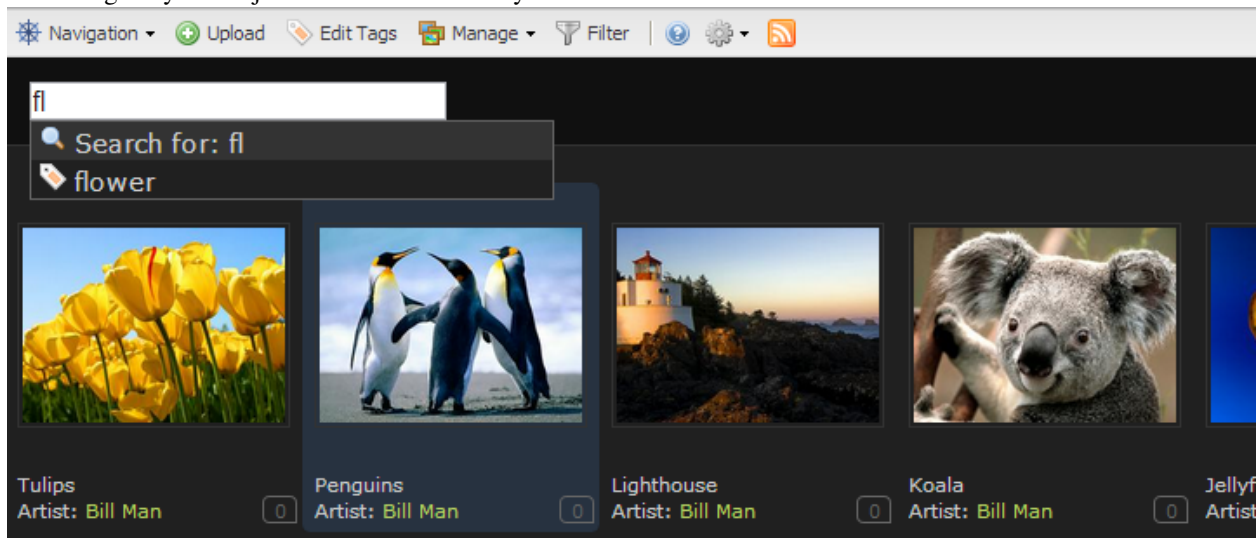 Navigation Upload Edit Tags Manage Filter
fl
Search for: fl
flower
Tulips Penguins Lighthouse Koala
Artist: Bill Man 0 Artist: Bill Man 0 Artist: Bill Man 0 Artist: Bill Man 0 Artist